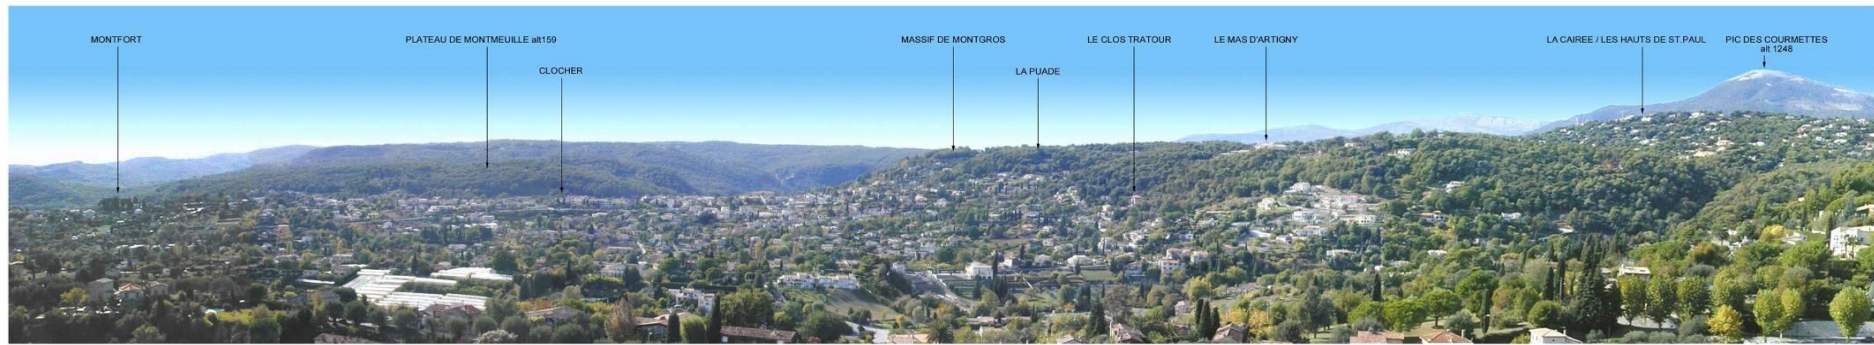 MONTFORT
PLATEAU DE MONTMEUILLE alt159
CLOCHER
MASSIF DE MONTGROS
LA PUADE
LE CLOS TRATOUR
LE MAS D'ARTIGNY
LA CAIREE / LES HAUTS DE ST.PAUL
PIC DES COURMETTES
alt 1248